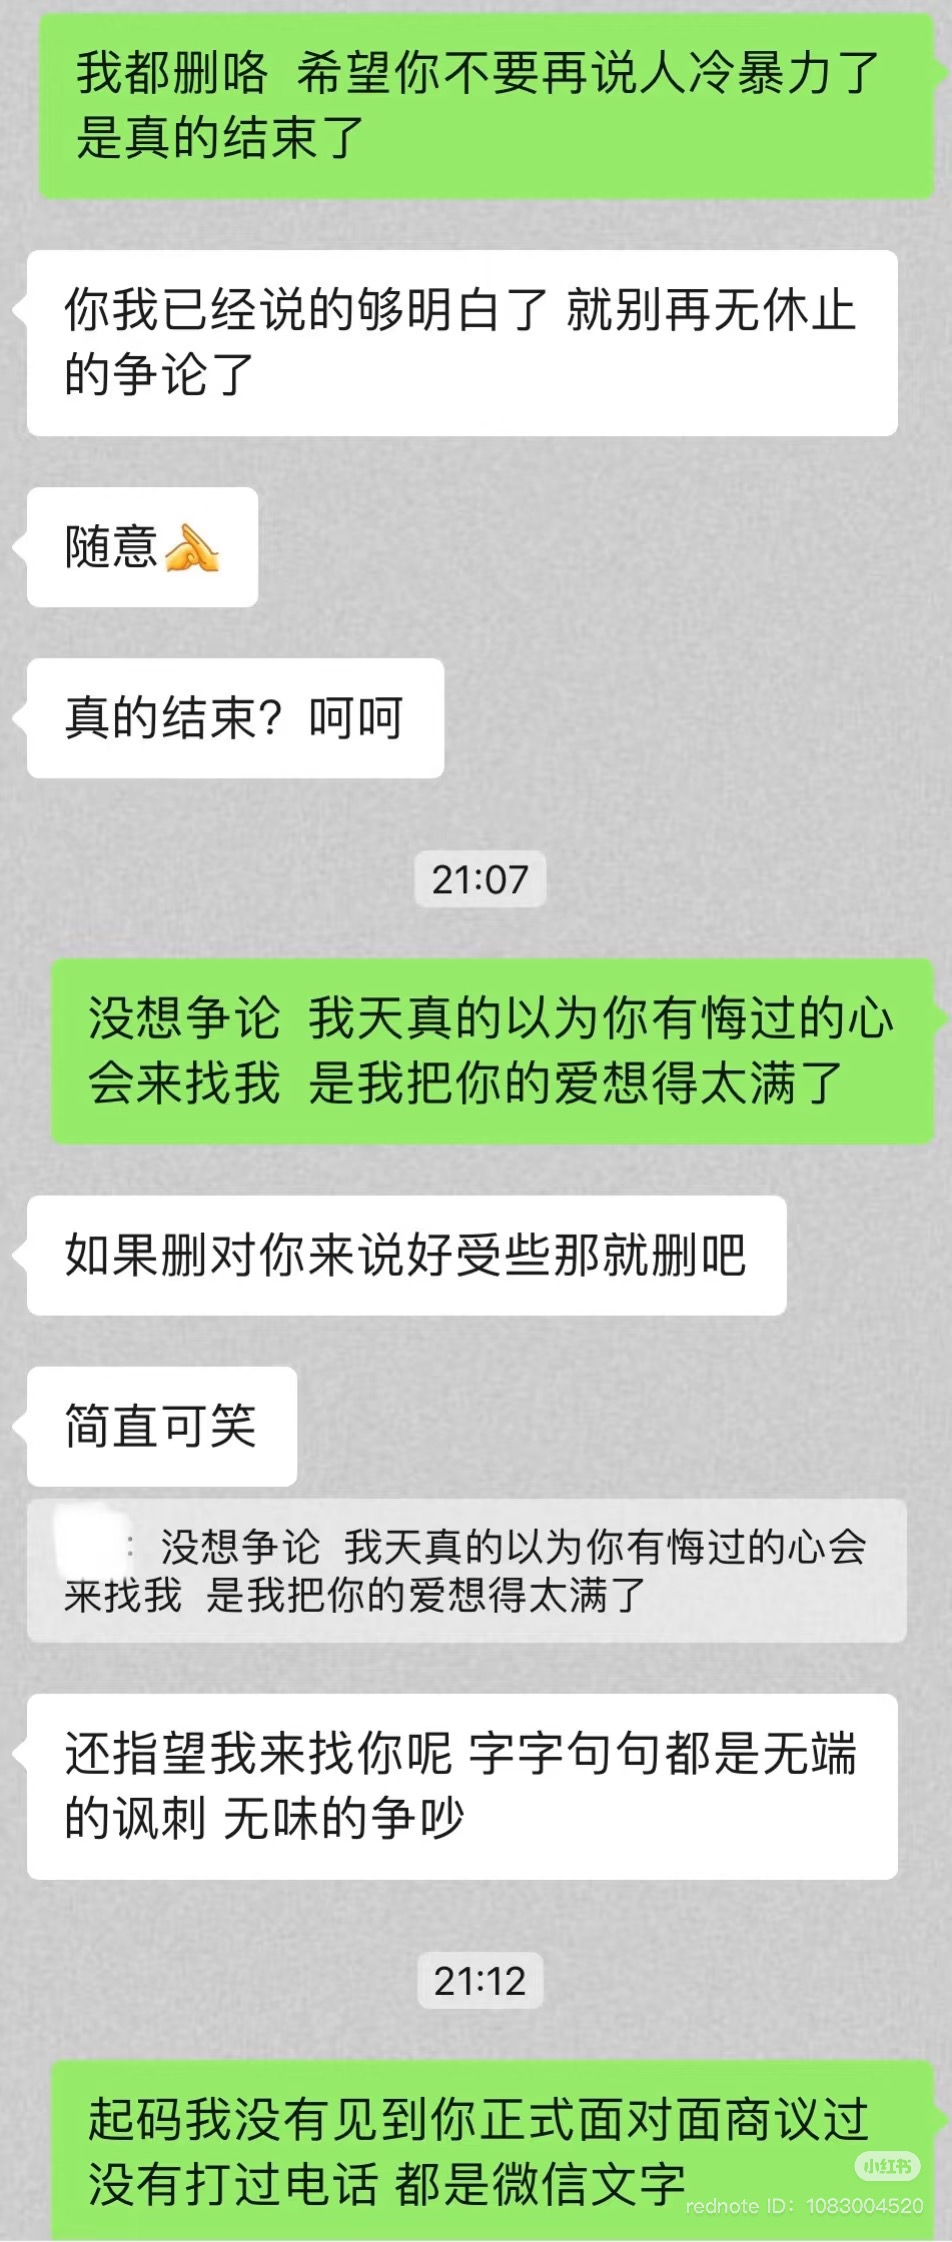 我都删咯 希望你不要再说人冷暴力了
是真的结束了
你我已经说的够明白了 就别再无休止
的争论了
随意
真的结束？呵呵
21:07
没想争论 我天真的以为你有悔过的心
会来找我 是我把你的爱想得太满了
如果删对你来说好受些那就删吧
简直可笑
：没想争论 我天真的以为你有悔过的心会
来找我 是我把你的爱想得太满了
还指望我来找你呢 字字句句都是无端
的讽刺 无味的争吵
21:12
起码我没有见到你正式面对面商议过
没有打过电话 都是微信文字
小红书
rednote ID：1083004520